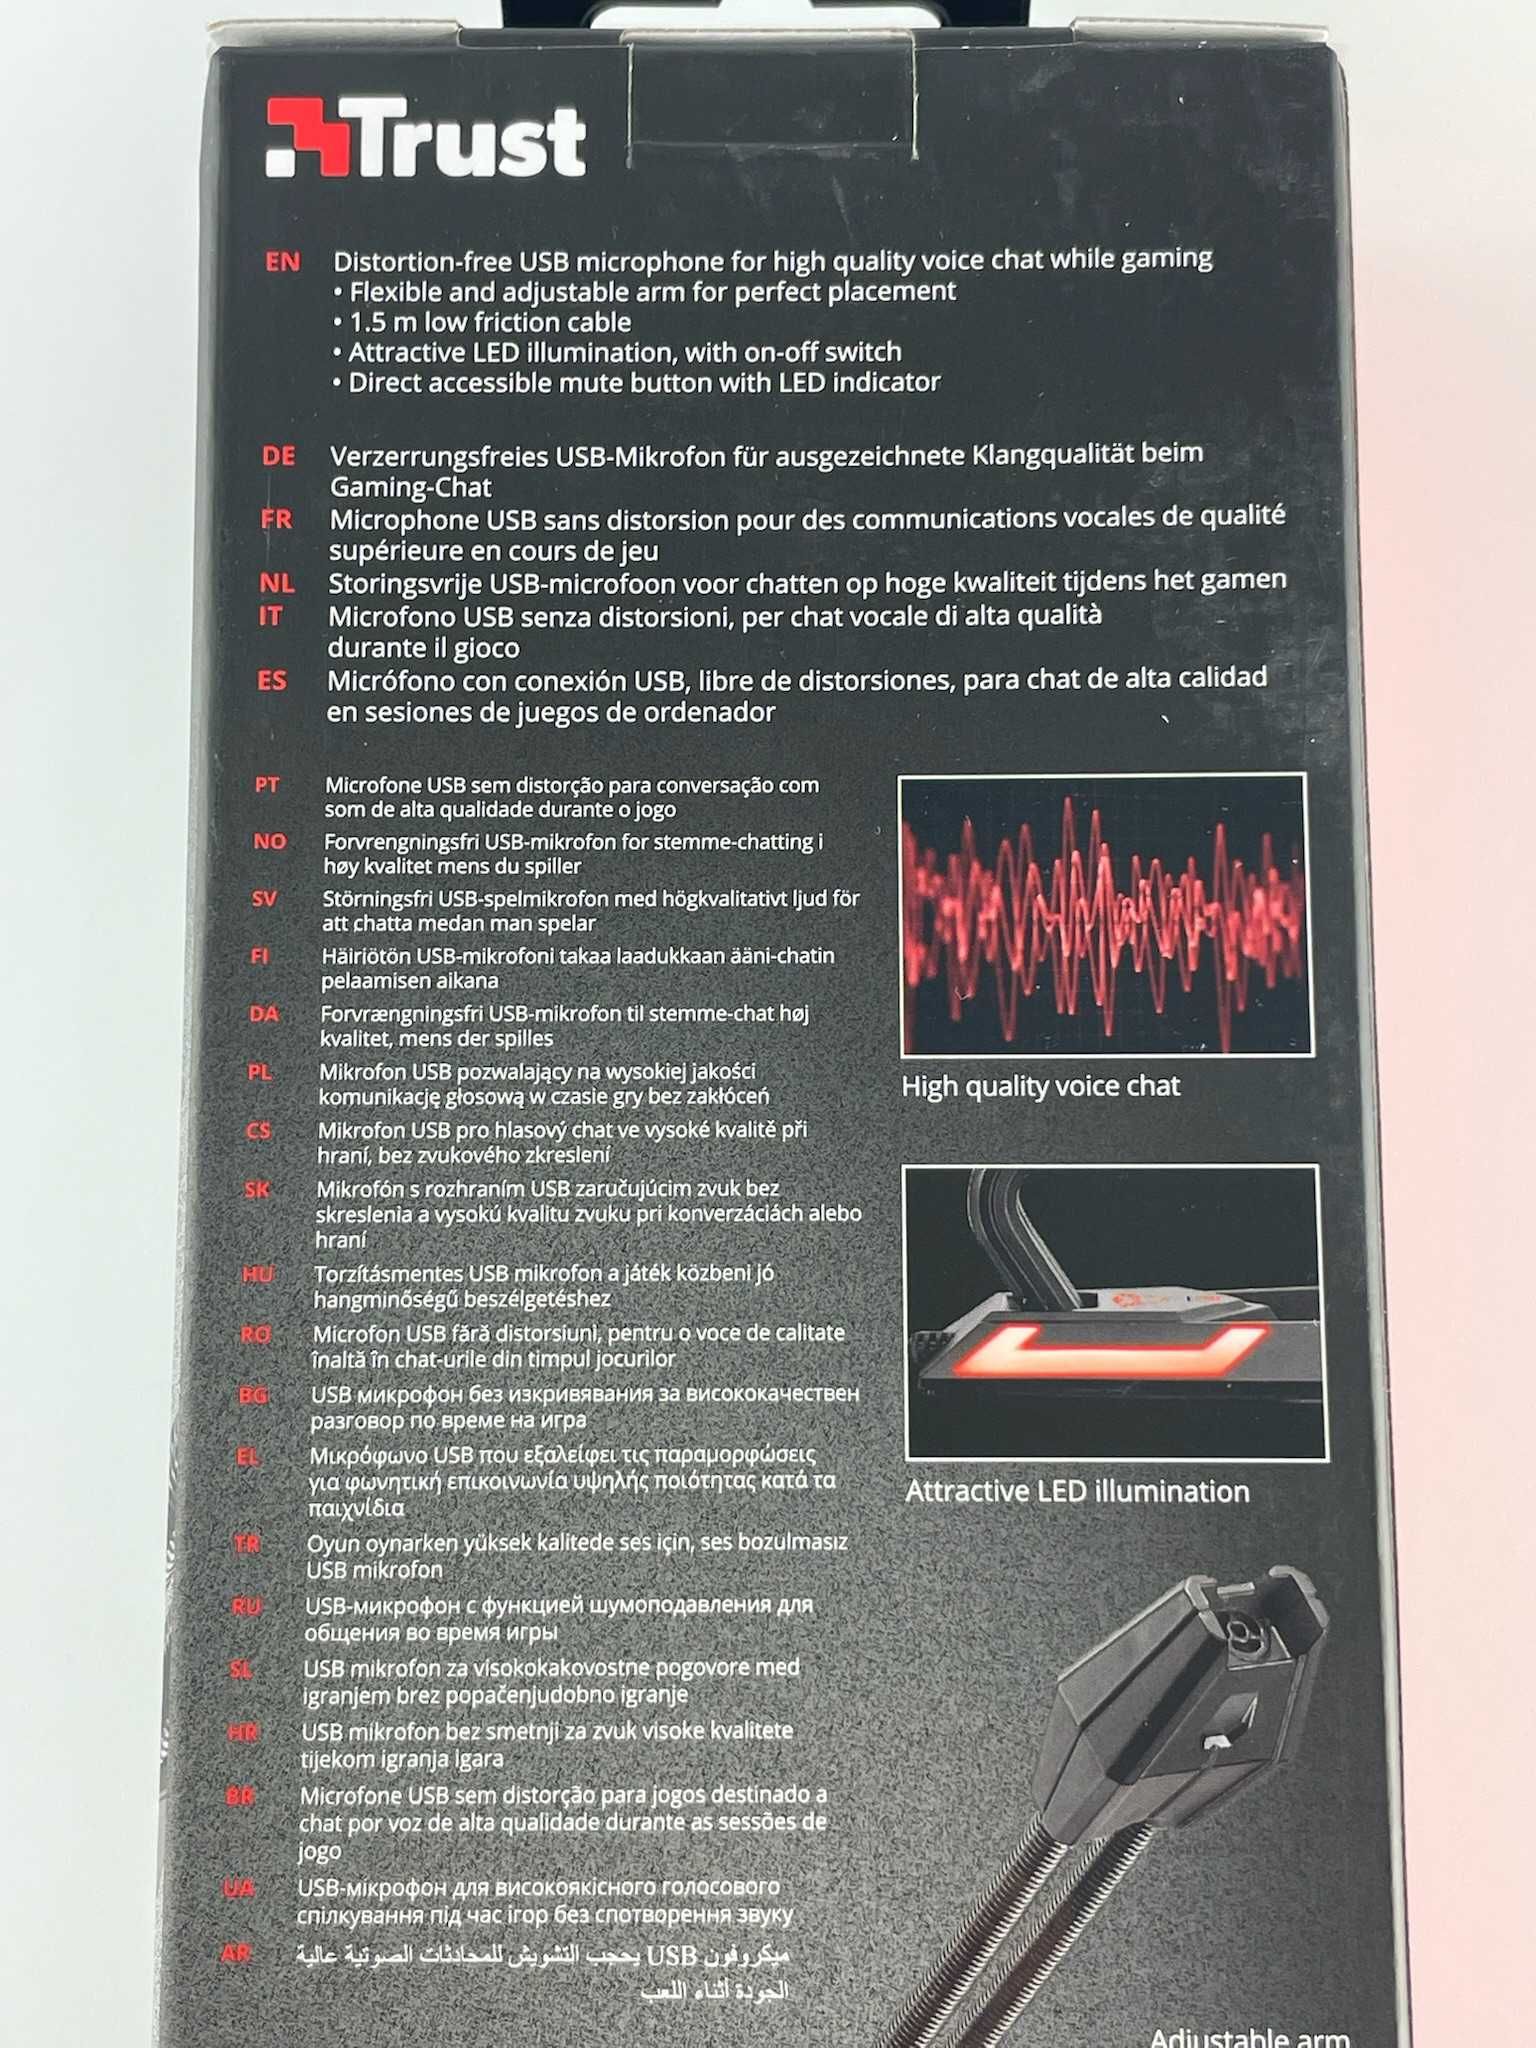 Trust
EN Distortion-free USB microphone for high quality voice chat while gaming
• Flexible and adjustable arm for perfect placement
• 1.5 m low friction cable
• Attractive LED illumination, with on-off switch
• Direct accessible mute button with LED indicator
DE Verzerrungsfreies USB-Mikrofon für ausgezeichnete Klangqualität beim
Gaming-Chat
FR Microphone USB sans distorsion pour des communications vocales de qualité
supérieure en cours de jeu
NL Storingsvrije USB-microfoon voor chatten op hoge kwaliteit tijdens het gamen
IT Microfono USB senza distorsioni, per chat vocale di alta qualità
durante il gioco
ES Micrófono con conexión USB, libre de distorsiones, para chat de alta calidad
en sesiones de juegos de ordenador
PT Microfone USB sem distorção para conversação com
som de alta qualidade durante o jogo
NO Forvrengningsfri USB-mikrofon for stemme-chatting i
høy kvalitet mens du spiller
SV Störningsfri USB-spelmikrofon med högkvalitativt ljud för
att chatta medan man spelar
FI Häiriötön USB-mikrofoni takaa laadukkaan ääni-chatin
pelaamisen aikana
DA Forvrængningsfri USB-mikrofon til stemme-chat høj
kvalitet, mens der spilles
PL Mikrofon USB pozwalający na wysokiej jakości
komunikację głosową w czasie gry bez zakłóceń
CS Mikrofon USB pro hlasový chat ve vysoké kvalitě při
hraní, bez zvukového zkreslení
SK Mikrofón s rozhraním USB zaručujúcim zvuk bez
skreslenia a vysokú kvalitu zvuku pri konverzáciách alebo
hraní
HU Torzításmentes USB mikrofon a játék közbeni jó
hangminőségű beszélgetéshez
RO Microfon USB fără distorsiuni, pentru o voce de calitate
înaltă în chat-urile din timpul jocurilor
BG USB микрофон без изкривявания за висококачествен
разговор по време на игра
EL Μικρόφωνο USB που εξαλείφει τις παραμορφώσεις
για φωνητική επικοινωνία υψηλής ποιότητας κατά τα
παιχνίδια
TR Oyun oynarken yüksek kalitede ses için, ses bozulmasız
USB mikrofon
RU USB-микрофон с функцией шумоподавления для
общения во время игры
SL USB mikrofon za visokokakovostne pogovore med
igranjem brez popačenjudobno igranje
HR USB mikrofon bez smetnji za zvuk visoke kvalitete
tijekom igranja igara
BR Microfone USB sem distorção para jogos destinado a
chat por voz de alta qualidade durante as sessões de
jogo
UA USB-мікрофон для високоякісного голосового
спілкування під час ігор без спотворення звуку
AR ميكروفون USB يحجب التشويش للمحادثات الصوتية عالية
الجودة أثناء اللعب
High quality voice chat
Attractive LED illumination
Adjustable arm